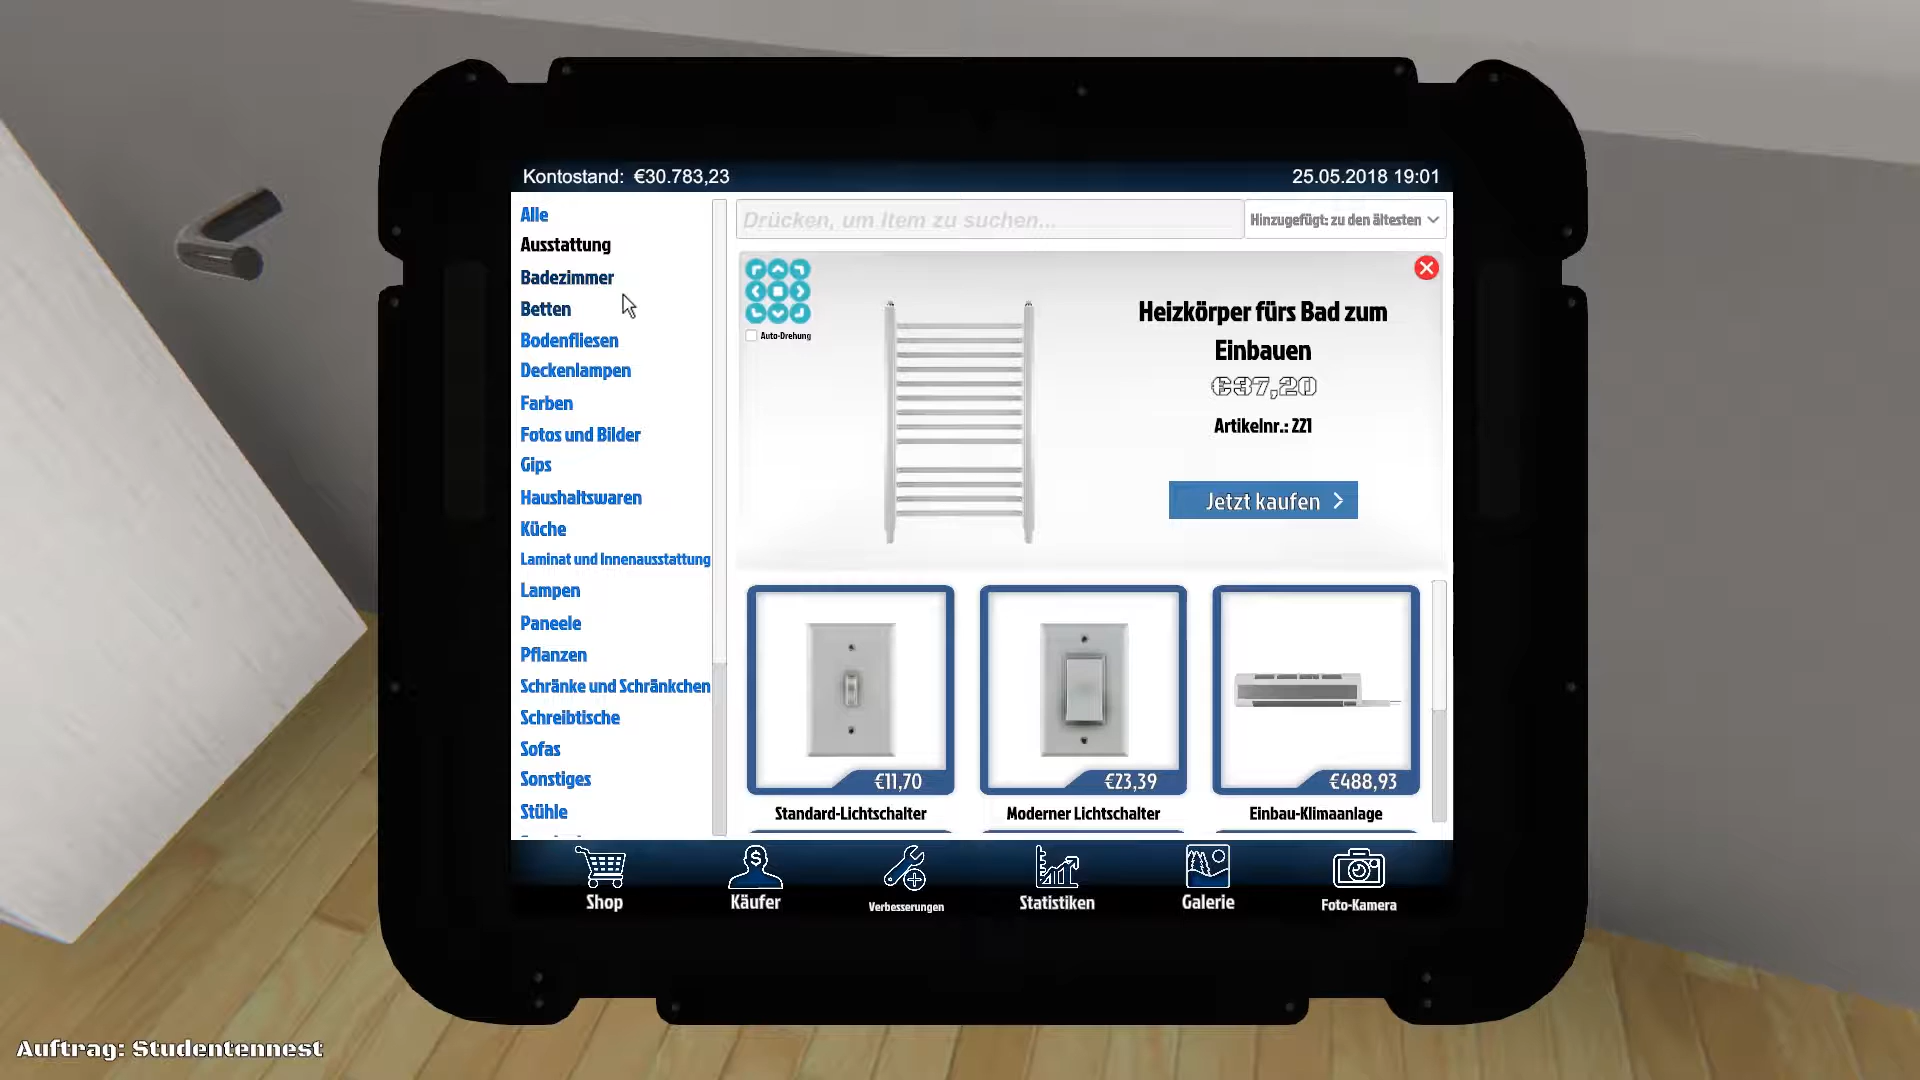 Kontostand: €30.783,23
25.05.2018 19:01
Alle
Ausstattung
Badezimmer
Betten
Bodenfliesen
Deckenlampen
Farben
Fotos und Bilder
Gips
Haushaltswaren
Küche
Laminat und Innenausstattung
Lampen
Paneele
Pflanzen
Schränke und Schränkchen
Schreibtische
Sofas
Sonstiges
Stühle
Drücken, um Item zu suchen...
Hinzugefügt: zu den ältesten
Auto-Drehung
Heizkörper fürs Bad zum
Einbauen
€37,20
Artikelnr.: 221
Jetzt kaufen
€11,70
€23,39
€488,93
Standard-Lichtschalter
Moderner Lichtschalter
Einbau-Klimaanlage
Shop
Käufer
Verbesserungen
Statistiken
Galerie
Foto-Kamera
Auftrag: Studentennest